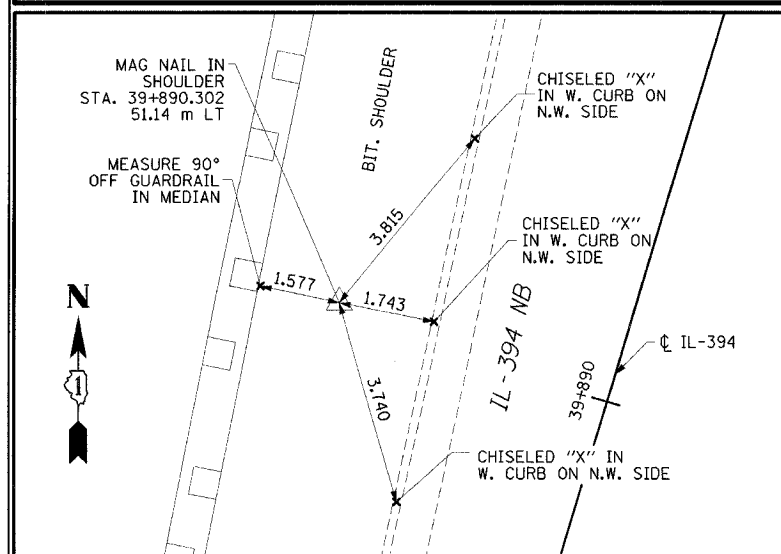 MAG NAIL IN
SHOULDER
STA. 39+890.302
51.14 m LT
MEASURE 90°
OFF GUARDRAIL
IN MEDIAN
BIT. SHOULDER
CHISELED "X"
IN W. CURB ON
N.W. SIDE
3.815
CHISELED "X"
IN W. CURB ON
N.W. SIDE
1.577
1.743
N
1
IL-394 NB
℄ IL-394
39+890
3.740
CHISELED "X" IN
W. CURB ON N.W. SIDE